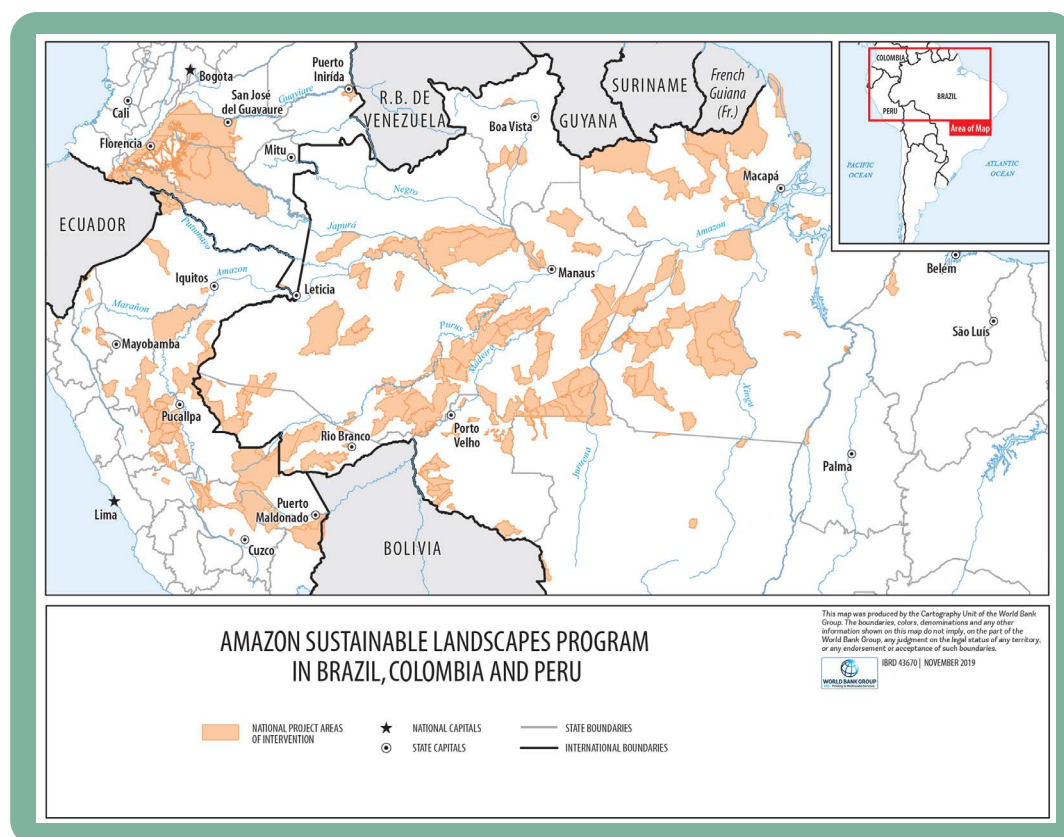 Bogota
Puerto
Inirída
San José
del Guavaure
Guaviare
Cali
Florencia
Mitu
R.B. DE
VENEZUELA
Boa Vista
GUYANA
SURINAME
French
Guiana
(Fr.)
COLOMBIA
BRAZIL
PERU
Area of Map
PACIFIC
OCEAN
ATLANTIC
OCEAN
Macapá
Negro
ECUADOR
Putumayo
Japurá
Amazon
Iquitos
Amazon
Leticia
Manaus
Belém
Marañon
Mayobamba
Purus
Madeira
São Luís
Xingu
Pucallpa
Rio Branco
Porto
Velho
Juruena
Palma
Lima
Puerto
Maldonado
Cuzco
BOLIVIA
AMAZON SUSTAINABLE LANDSCAPES PROGRAM
IN BRAZIL, COLOMBIA AND PERU
This map was produced by the Cartography Unit of the World Bank
Group. The boundaries, colors, denominations and any other
information shown on this map do not imply, on the part of the
World Bank Group, any judgment on the legal status of any territory,
or any endorsement or acceptance of such boundaries.
WORLD BANK GROUP
IBRD 43670 | NOVEMBER 2019
NATIONAL PROJECT AREAS
OF INTERVENTION
NATIONAL CAPITALS
STATE CAPITALS
STATE BOUNDARIES
INTERNATIONAL BOUNDARIES